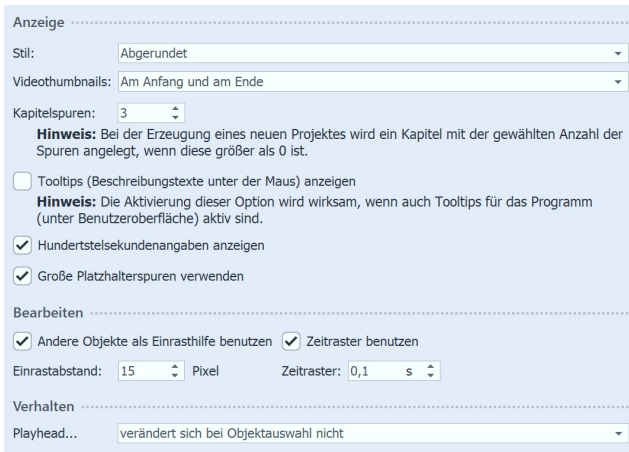 Anzeige
Stil: Abgerundet
Videothumbnails: Am Anfang und am Ende
Kapitelspuren: 3
Hinweis: Bei der Erzeugung eines neuen Projektes wird ein Kapitel mit der gewählten Anzahl der
Spuren angelegt, wenn diese größer als 0 ist.
Tooltips (Beschreibungstexte unter der Maus) anzeigen
Hinweis: Die Aktivierung dieser Option wird wirksam, wenn auch Tooltips für das Programm
(unter Benutzeroberfläche) aktiv sind.
Hundertstelsekundenangaben anzeigen
Große Platzhalterspuren verwenden
Bearbeiten
Andere Objekte als Einrasthilfe benutzen Zeitraster benutzen
Einrastabstand: 15 Pixel Zeitraster: 0,1 s
Verhalten
Playhead... verändert sich bei Objektauswahl nicht